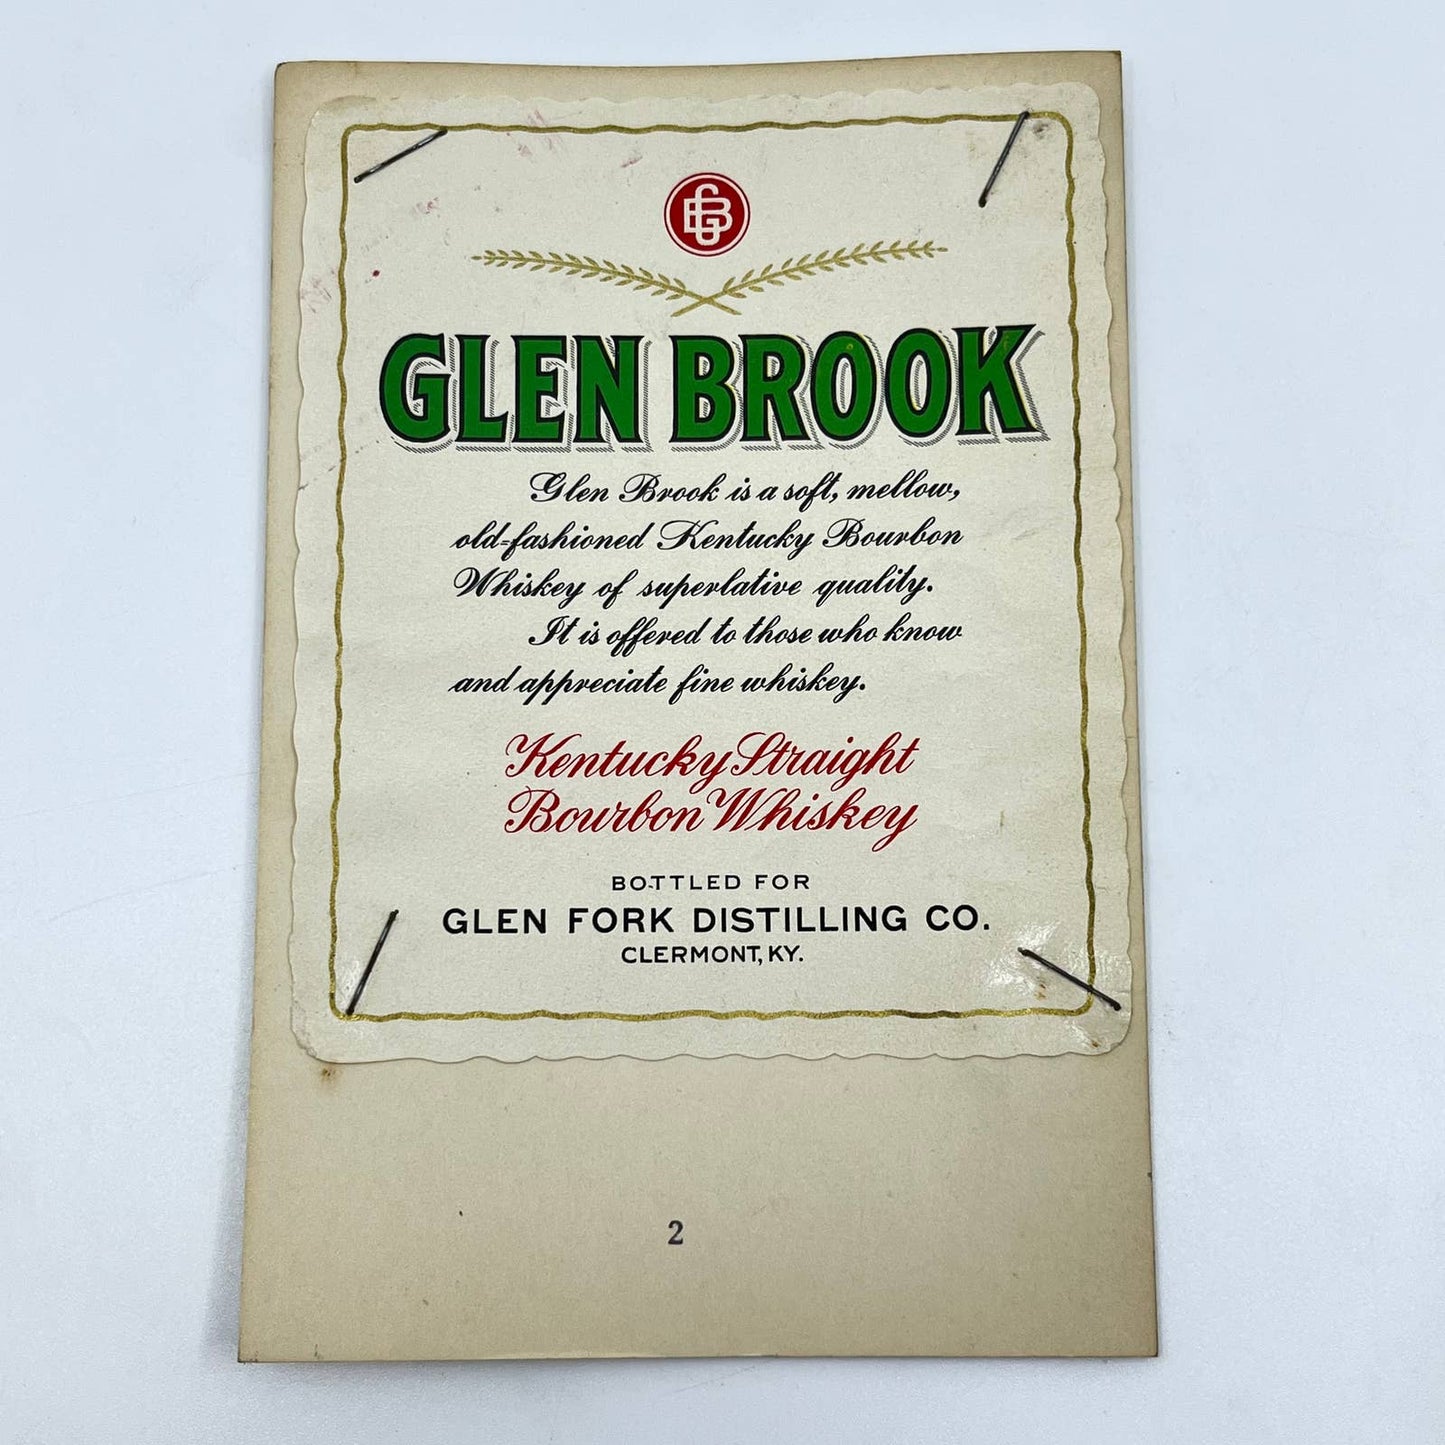 GB
GLEN BROOK
Glen Brook is a soft, mellow,
old-fashioned Kentucky Bourbon
Whiskey of superlative quality.
It is offered to those who know
and appreciate fine whiskey.
Kentucky Straight
Bourbon Whiskey
BOTTLED FOR
GLEN FORK DISTILLING CO.
CLERMONT, KY.
2